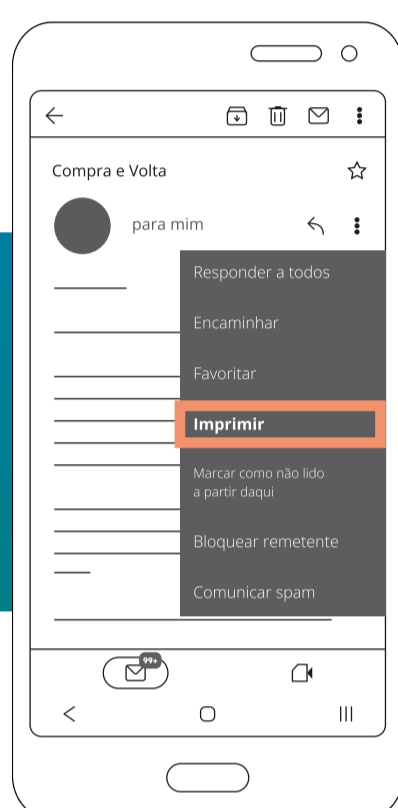 Compra e Volta
para mim
Responder a todos
Encaminhar
Favoritar
Imprimir
Marcar como não lido
a partir daqui
Bloquear remetente
Comunicar spam
99+